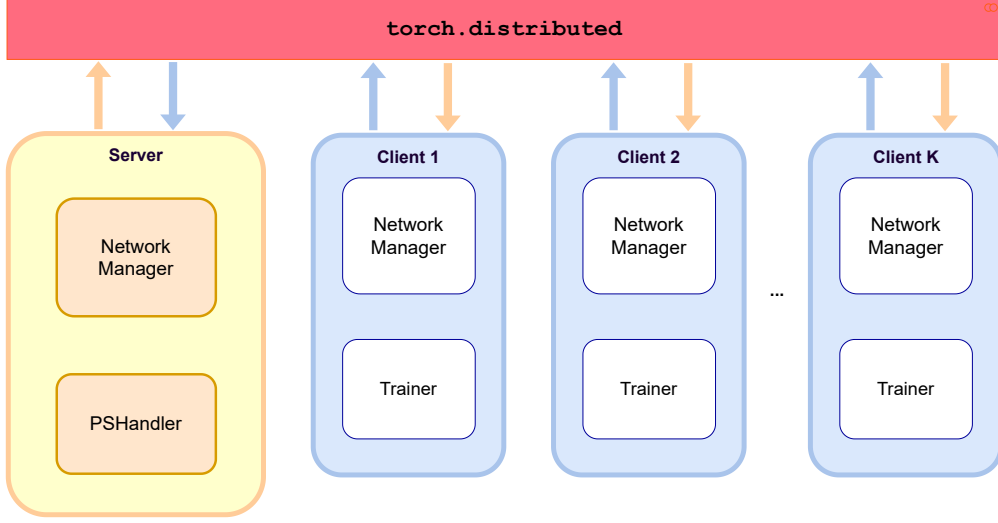 torch.distributed
Server
Network
Manager
PSHandler
Client 1
Network
Manager
Trainer
Client 2
Network
Manager
Trainer
...
Client K
Network
Manager
Trainer